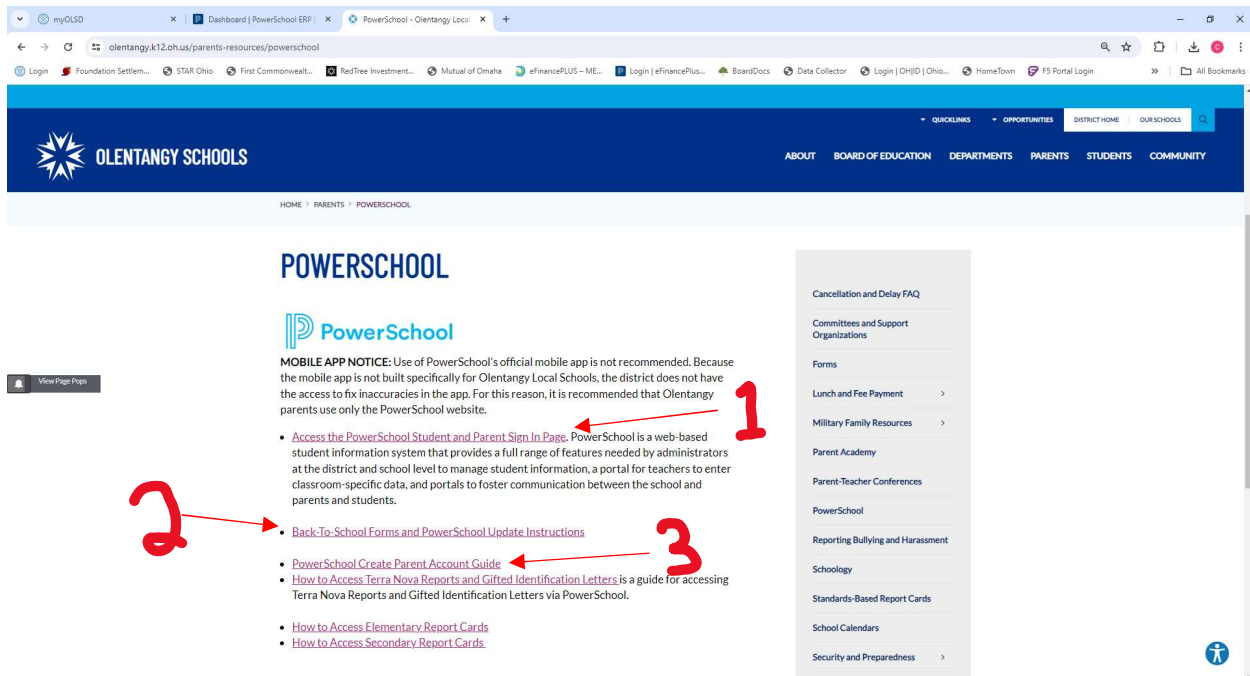 myOLSD
Dashboard | PowerSchool ERP |
PowerSchool - Olentangy Local
olentangy.k12.oh.us/parents-resources/powerschool
Login Foundation Settlem... STAR Ohio First Commonwealt... RedTree Investment... Mutual of Omaha eFinancePLUS – ME... Login | eFinancePlus... BoardDocs Data Collector Login | OH|ID | Ohio... HomeTown F5 Portal Login » All Bookmarks
QUICKLINKS OPPORTUNITIES DISTRICT HOME OUR SCHOOLS
OLENTANGY SCHOOLS
ABOUT BOARD OF EDUCATION DEPARTMENTS PARENTS STUDENTS COMMUNITY
HOME > PARENTS > POWERSCHOOL
POWERSCHOOL
PowerSchool
MOBILE APP NOTICE: Use of PowerSchool's official mobile app is not recommended. Because
the mobile app is not built specifically for Olentangy Local Schools, the district does not have
the access to fix inaccuracies in the app. For this reason, it is recommended that Olentangy
parents use only the PowerSchool website.
1
• Access the PowerSchool Student and Parent Sign In Page. PowerSchool is a web-based
student information system that provides a full range of features needed by administrators
at the district and school level to manage student information, a portal for teachers to enter
classroom-specific data, and portals to foster communication between the school and
parents and students.
2
• Back-To-School Forms and PowerSchool Update Instructions
3
• PowerSchool Create Parent Account Guide
• How to Access Terra Nova Reports and Gifted Identification Letters is a guide for accessing
Terra Nova Reports and Gifted Identification Letters via PowerSchool.
• How to Access Elementary Report Cards
• How to Access Secondary Report Cards
View Page Pops
Cancellation and Delay FAQ
Committees and Support
Organizations
Forms
Lunch and Fee Payment >
Military Family Resources >
Parent Academy
Parent-Teacher Conferences
PowerSchool
Reporting Bullying and Harassment
Schoology
Standards-Based Report Cards
School Calendars
Security and Preparedness >